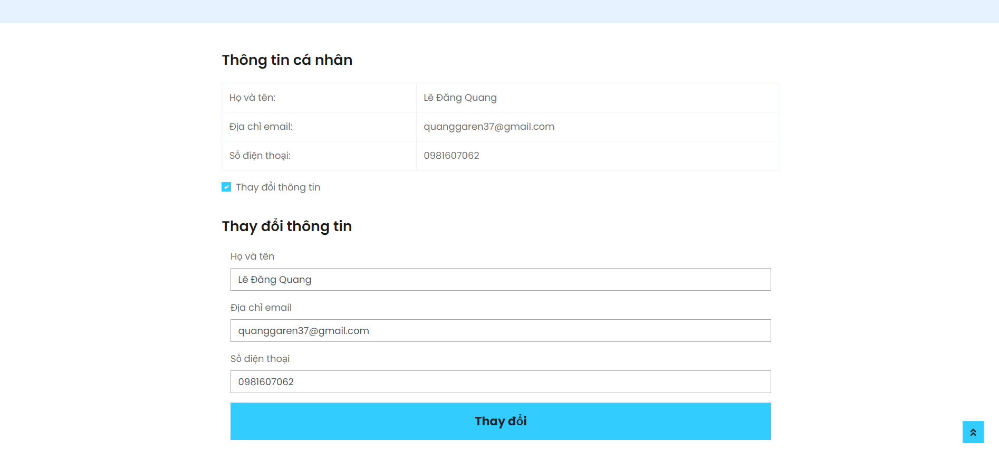 Thông tin cá nhân
Họ và tên: Lê Đăng Quang
Địa chỉ email: quanggaren37@gmail.com
Số điện thoại: 0981607062
Thay đổi thông tin
Thay đổi thông tin
Họ và tên
Lê Đăng Quang
Địa chỉ email
quanggaren37@gmail.com
Số điện thoại
0981607062
Thay đổi